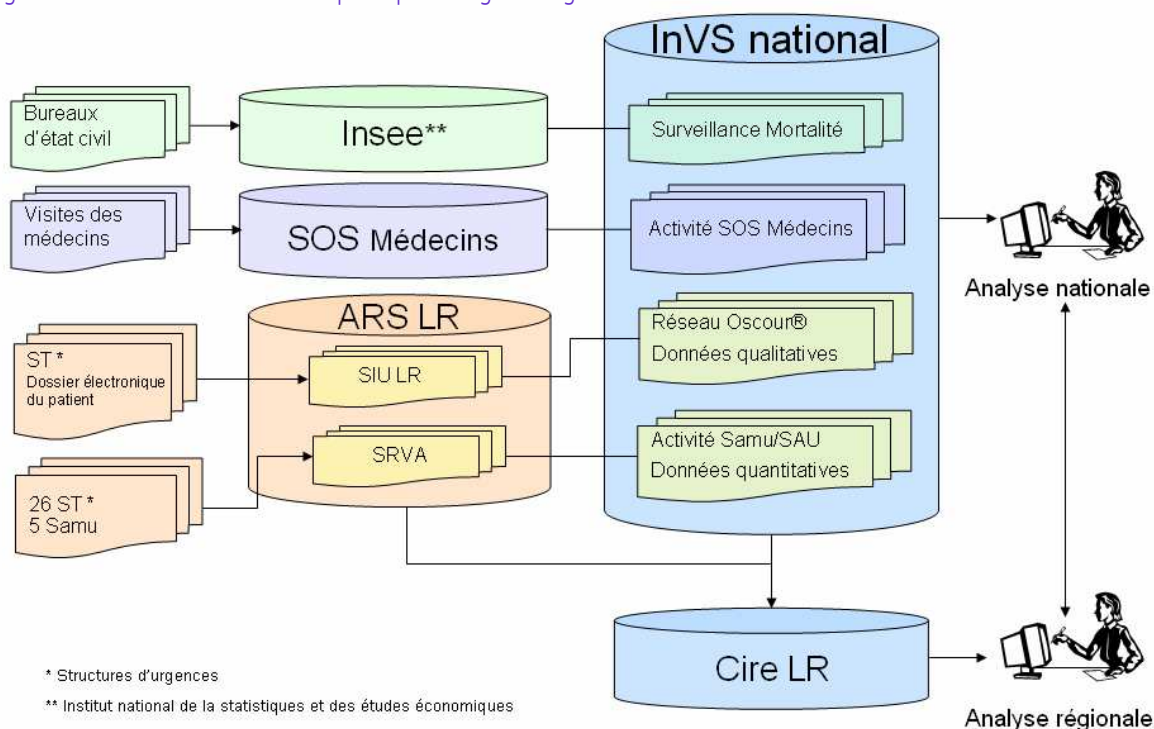 InVS national
Bureaux
d'état civil
Insee**
Surveillance Mortalité
Visites des
médecins
SOS Médecins
Activité SOS Médecins
Analyse nationale
ARS LR
ST *
Dossier électronique
du patient
SIU LR
Réseau Oscour®
Données qualitatives
26 ST *
5 Samu
SRVA
Activité Samu/SAU
Données quantitatives
Cire LR
Analyse régionale
* Structures d'urgences
** Institut national de la statistiques et des études économiques